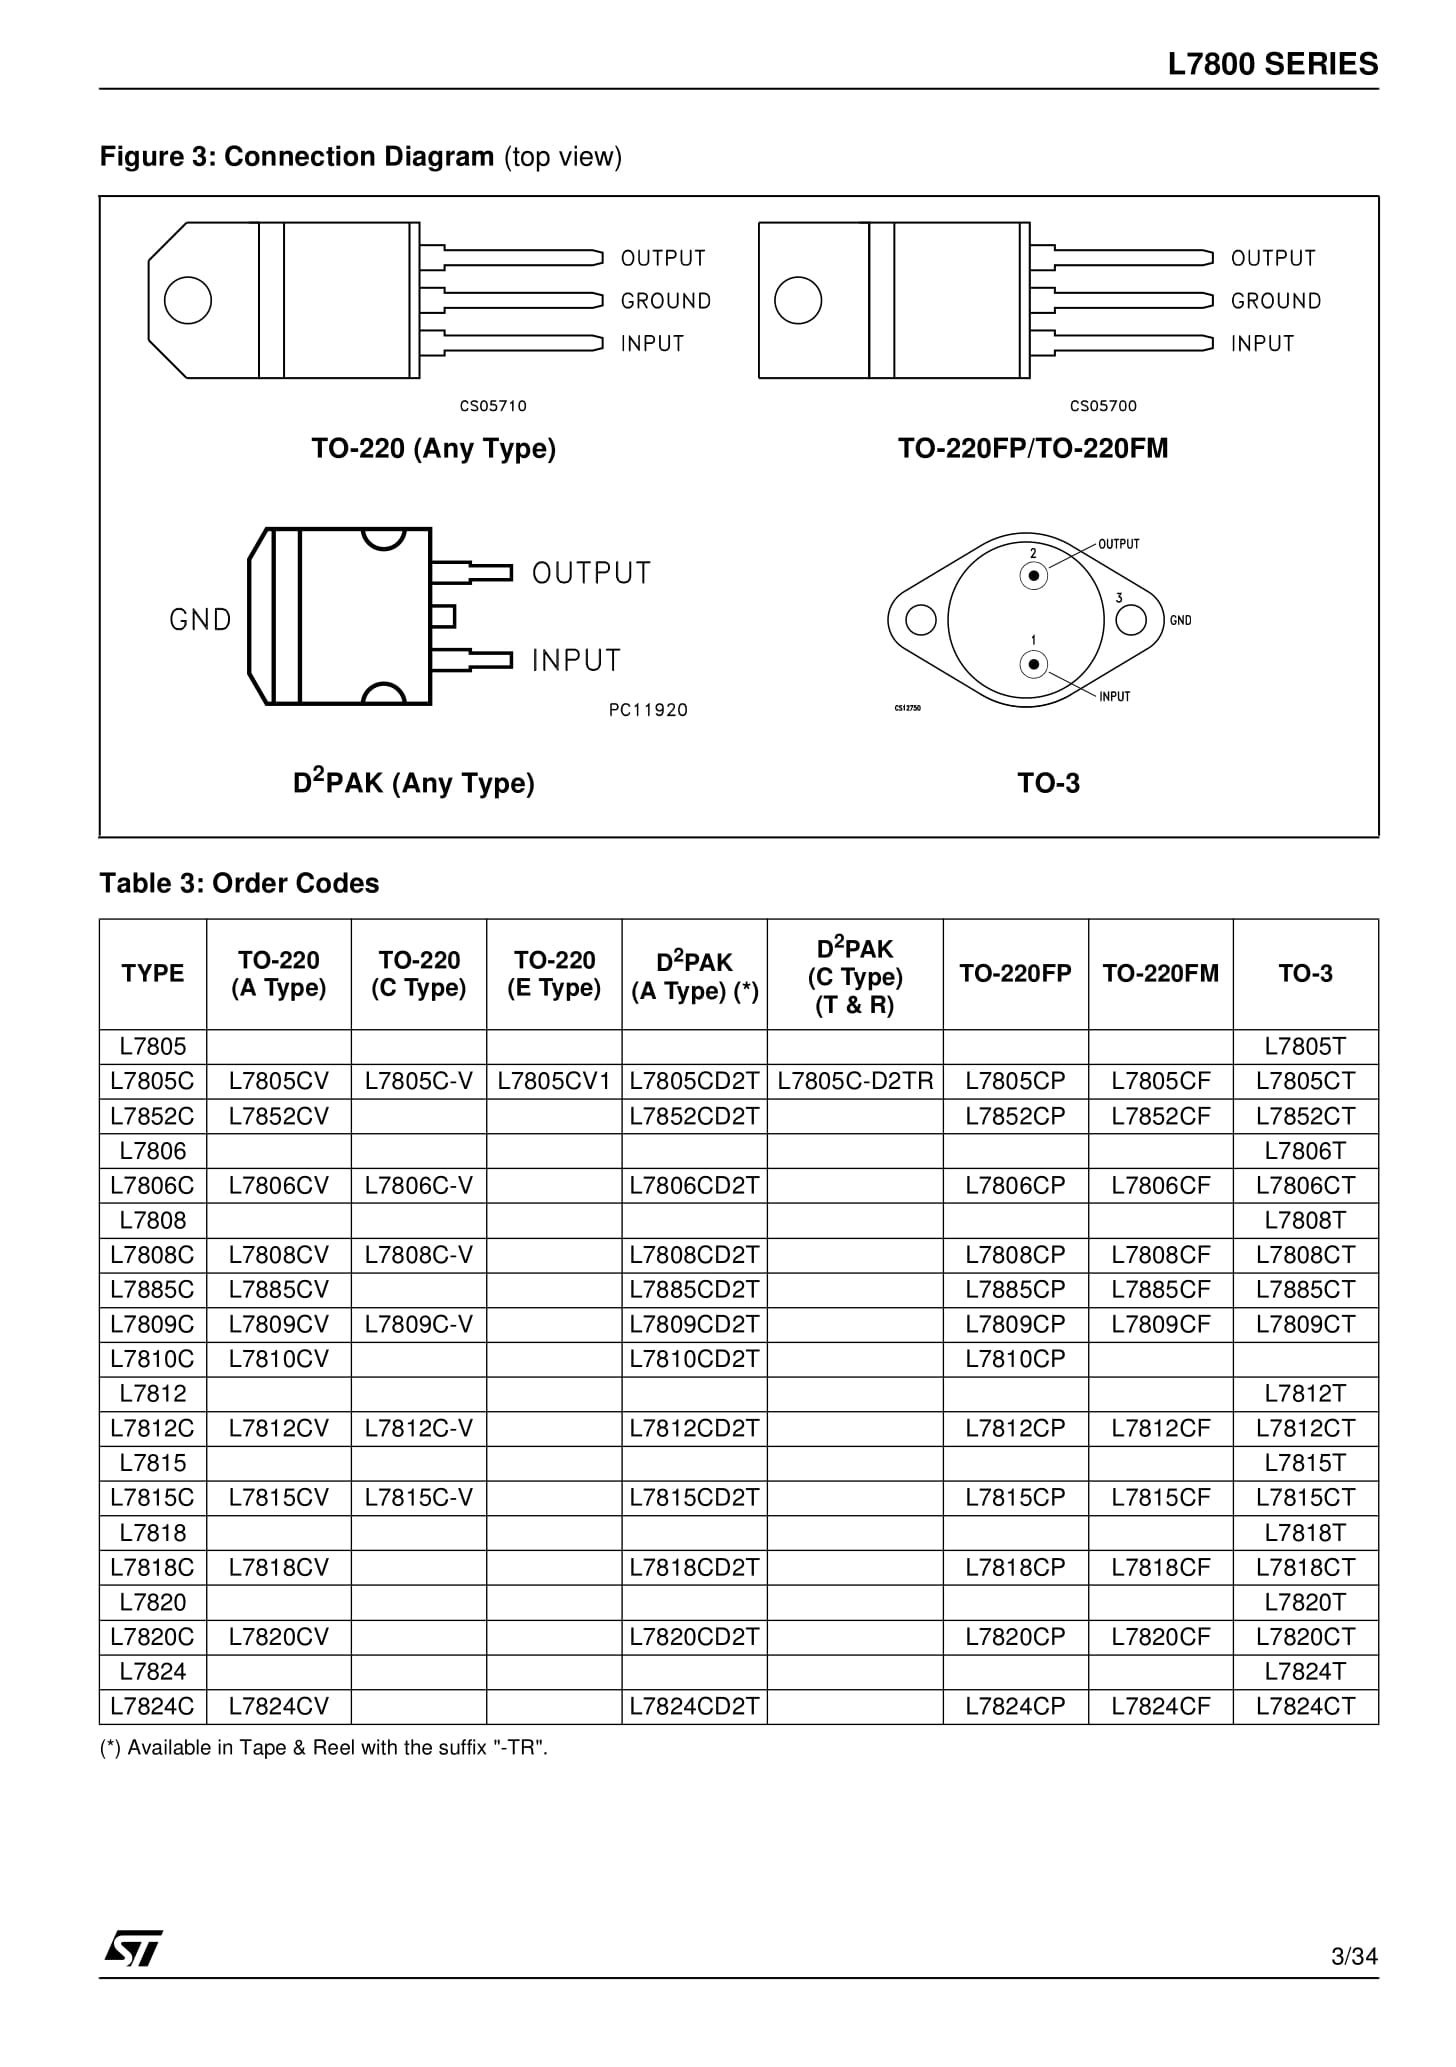 L7800 SERIES
Figure 3: Connection Diagram (top view)
OUTPUT
GROUND
INPUT
CS05710
TO-220 (Any Type)
OUTPUT
GROUND
INPUT
CS05700
TO-220FP/TO-220FM
GND
OUTPUT
INPUT
PC11920
D2PAK (Any Type)
2
OUTPUT
3
GND
1
INPUT
CS12750
TO-3
Table 3: Order Codes
TYPE TO-220 (A Type) TO-220 (C Type) TO-220 (E Type) D2PAK (A Type) (*) D2PAK (C Type) (T & R) TO-220FP TO-220FM TO-3
L7805 L7805T
L7805C L7805CV L7805C-V L7805CV1 L7805CD2T L7805C-D2TR L7805CP L7805CF L7805CT
L7852C L7852CV L7852CD2T L7852CP L7852CF L7852CT
L7806 L7806T
L7806C L7806CV L7806C-V L7806CD2T L7806CP L7806CF L7806CT
L7808 L7808T
L7808C L7808CV L7808C-V L7808CD2T L7808CP L7808CF L7808CT
L7885C L7885CV L7885CD2T L7885CP L7885CF L7885CT
L7809C L7809CV L7809C-V L7809CD2T L7809CP L7809CF L7809CT
L7810C L7810CV L7810CD2T L7810CP
L7812 L7812T
L7812C L7812CV L7812C-V L7812CD2T L7812CP L7812CF L7812CT
L7815 L7815T
L7815C L7815CV L7815C-V L7815CD2T L7815CP L7815CF L7815CT
L7818 L7818T
L7818C L7818CV L7818CD2T L7818CP L7818CF L7818CT
L7820 L7820T
L7820C L7820CV L7820CD2T L7820CP L7820CF L7820CT
L7824 L7824T
L7824C L7824CV L7824CD2T L7824CP L7824CF L7824CT
(*) Available in Tape & Reel with the suffix "-TR".
ST
3/34